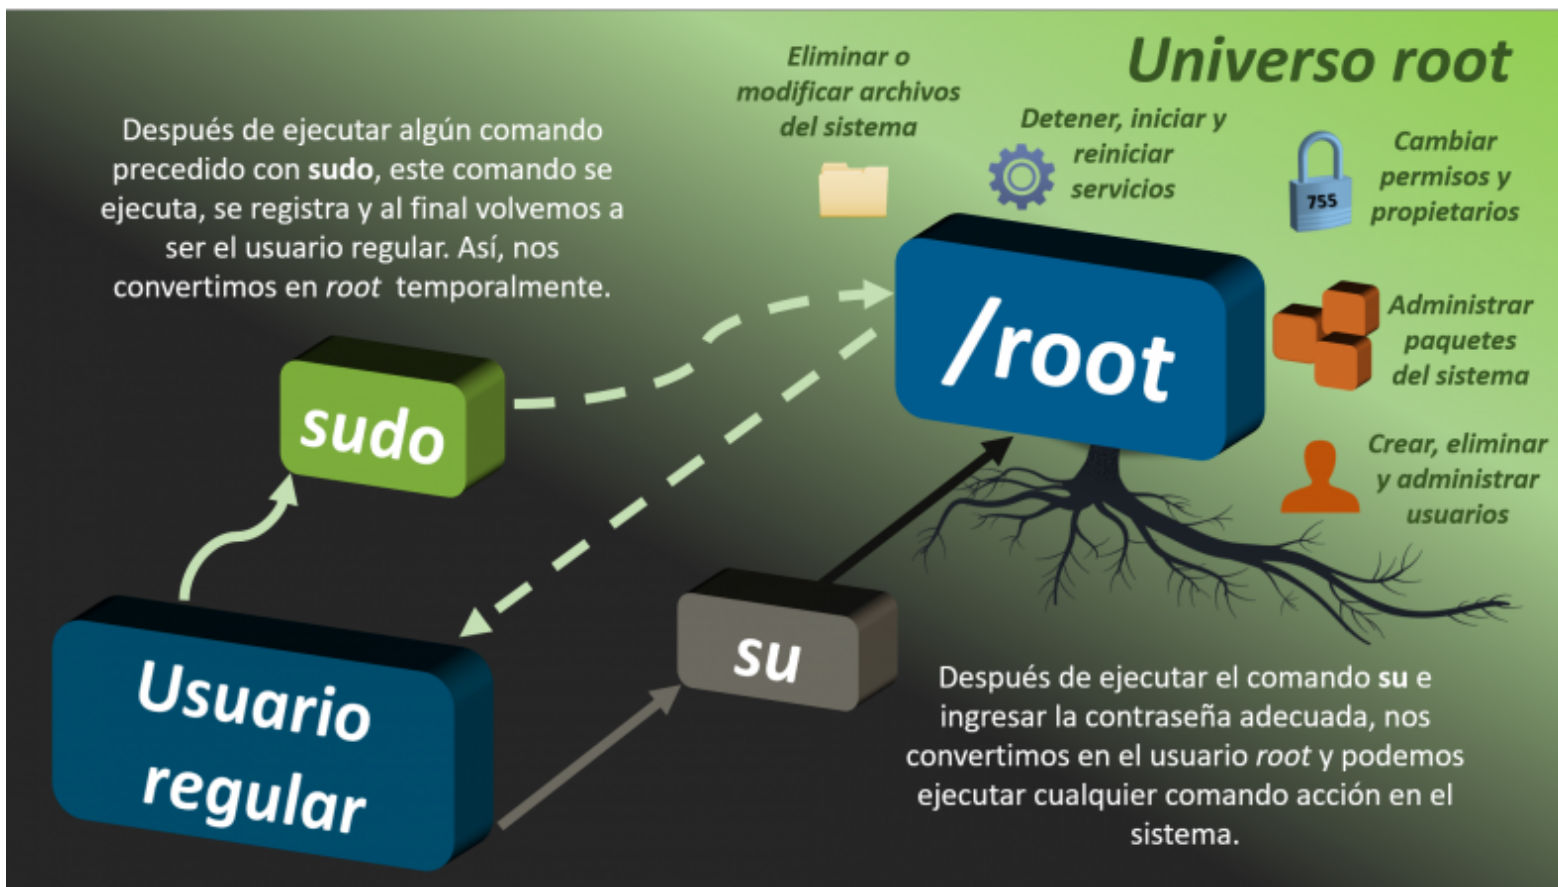 Universo root
Eliminar o
modificar archivos
del sistema
Detener, iniciar y
reiniciar
servicios
Cambiar
permisos y
propietarios
755
Después de ejecutar algún comando
precedido con sudo, este comando se
ejecuta, se registra y al final volvemos a
ser el usuario regular. Así, nos
convertimos en root temporalmente.
/root
Administrar
paquetes
del sistema
sudo
Crear, eliminar
y administrar
usuarios
su
Usuario
regular
Después de ejecutar el comando su e
ingresar la contraseña adecuada, nos
convertimos en el usuario root y podemos
ejecutar cualquier comando acción en el
sistema.